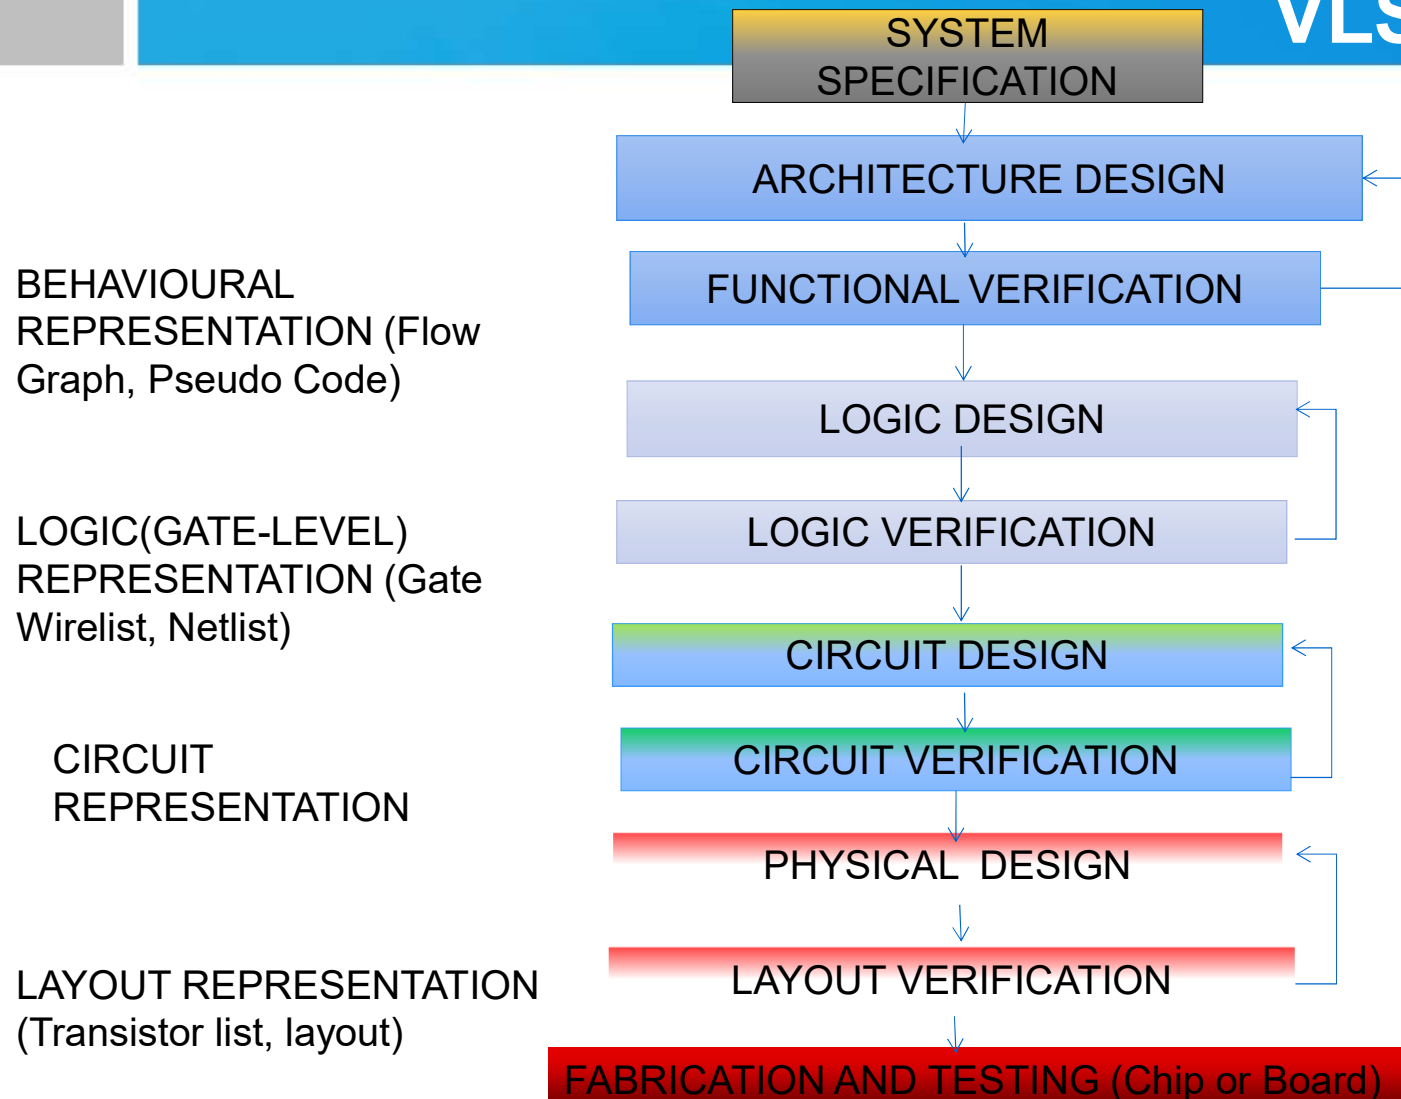 VLS
SYSTEM
SPECIFICATION
ARCHITECTURE DESIGN
BEHAVIOURAL
REPRESENTATION (Flow
Graph, Pseudo Code)
FUNCTIONAL VERIFICATION
LOGIC DESIGN
LOGIC(GATE-LEVEL)
REPRESENTATION (Gate
Wirelist, Netlist)
LOGIC VERIFICATION
CIRCUIT DESIGN
CIRCUIT
REPRESENTATION
CIRCUIT VERIFICATION
PHYSICAL DESIGN
LAYOUT REPRESENTATION
(Transistor list, layout)
LAYOUT VERIFICATION
FABRICATION AND TESTING (Chip or Board)